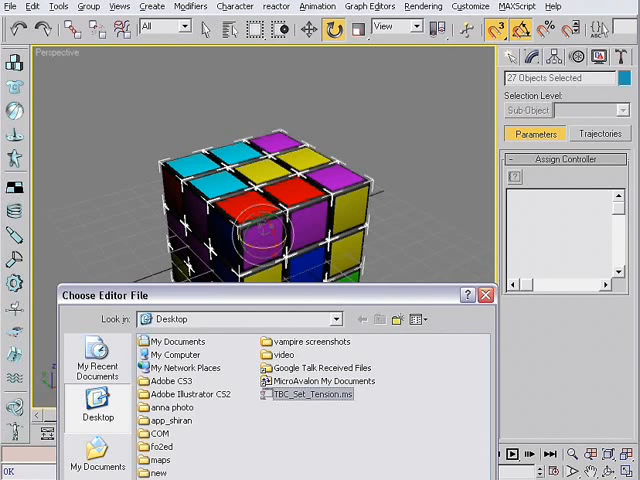 File Edit Tools Group Views Create Modifiers Character reactor Animation Graph Editors Rendering Customize MAXScript Help
All View 3
ABC
Perspective
27 Objects Selected
Selection Level:
Sub-Object
Parameters Trajectories
- Assign Controller
Choose Editor File ?
Look in: Desktop
My Recent Documents
Desktop
My Documents
My Documents
My Computer
My Network Places
Adobe CS3
Adobe Illustrator CS2
anna photo
app_shiran
COM
fo2ed
maps
new
vampire screenshots
video
Google Talk Received Files
MicroAvalon My Documents
TBC_Set_Tension.ms
OK